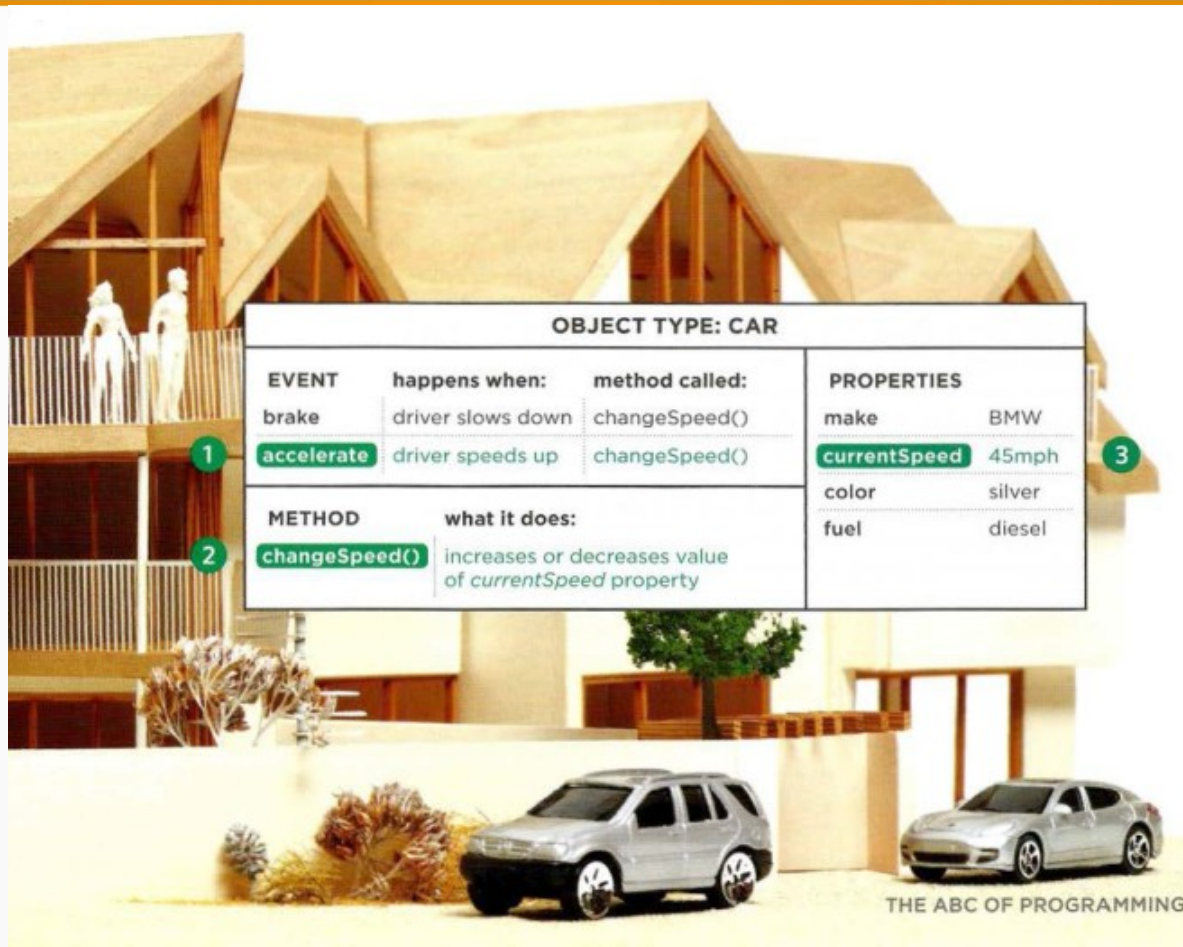 OBJECT TYPE: CAR
EVENT happens when: method called:
brake driver slows down changeSpeed()
1 accelerate driver speeds up changeSpeed()
METHOD what it does:
2 changeSpeed() increases or decreases value
of currentSpeed property
PROPERTIES
make BMW
currentSpeed 45mph 3
color silver
fuel diesel
THE ABC OF PROGRAMMING